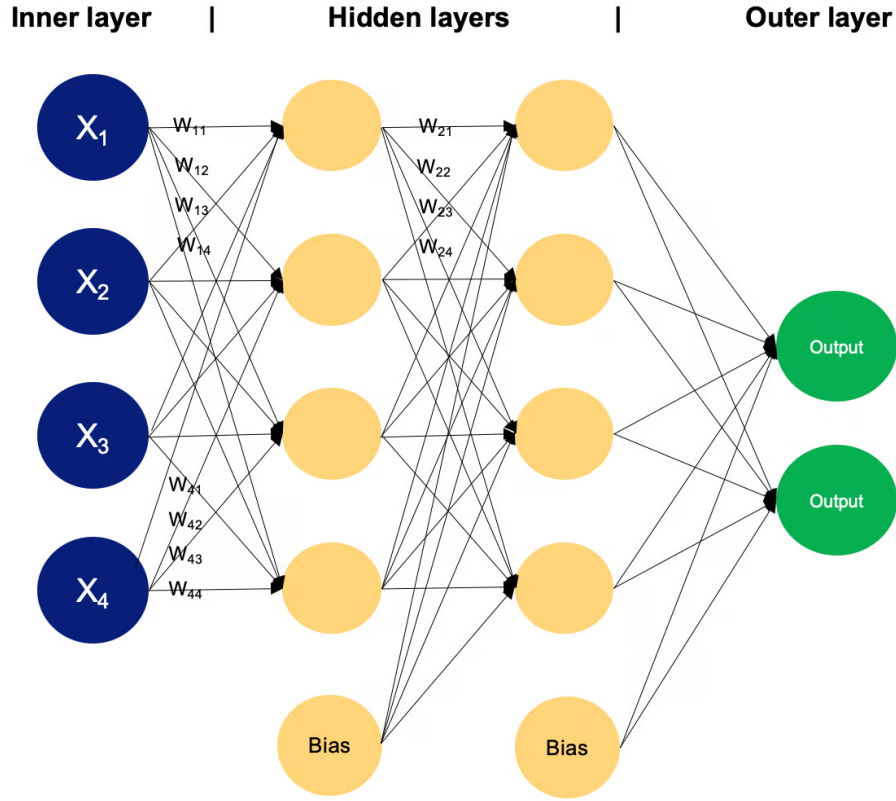 Inner layer | Hidden layers | Outer layer
X₁
W₁₁
W₁₂
W₁₃
W₁₄
W₂₁
W₂₂
W₂₃
W₂₄
X₂
X₃
X₄
W₄₁
W₄₂
W₄₃
W₄₄
Output
Output
Bias
Bias